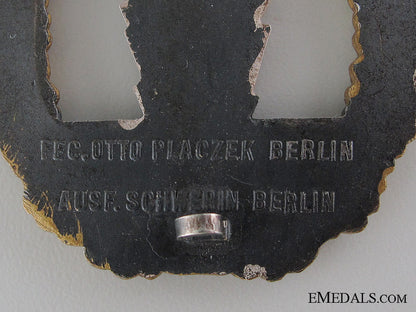 FEC. OTTO PLACZEK BERLIN
AUSF. SCHWERIN BERLIN
EMEDALS.COM